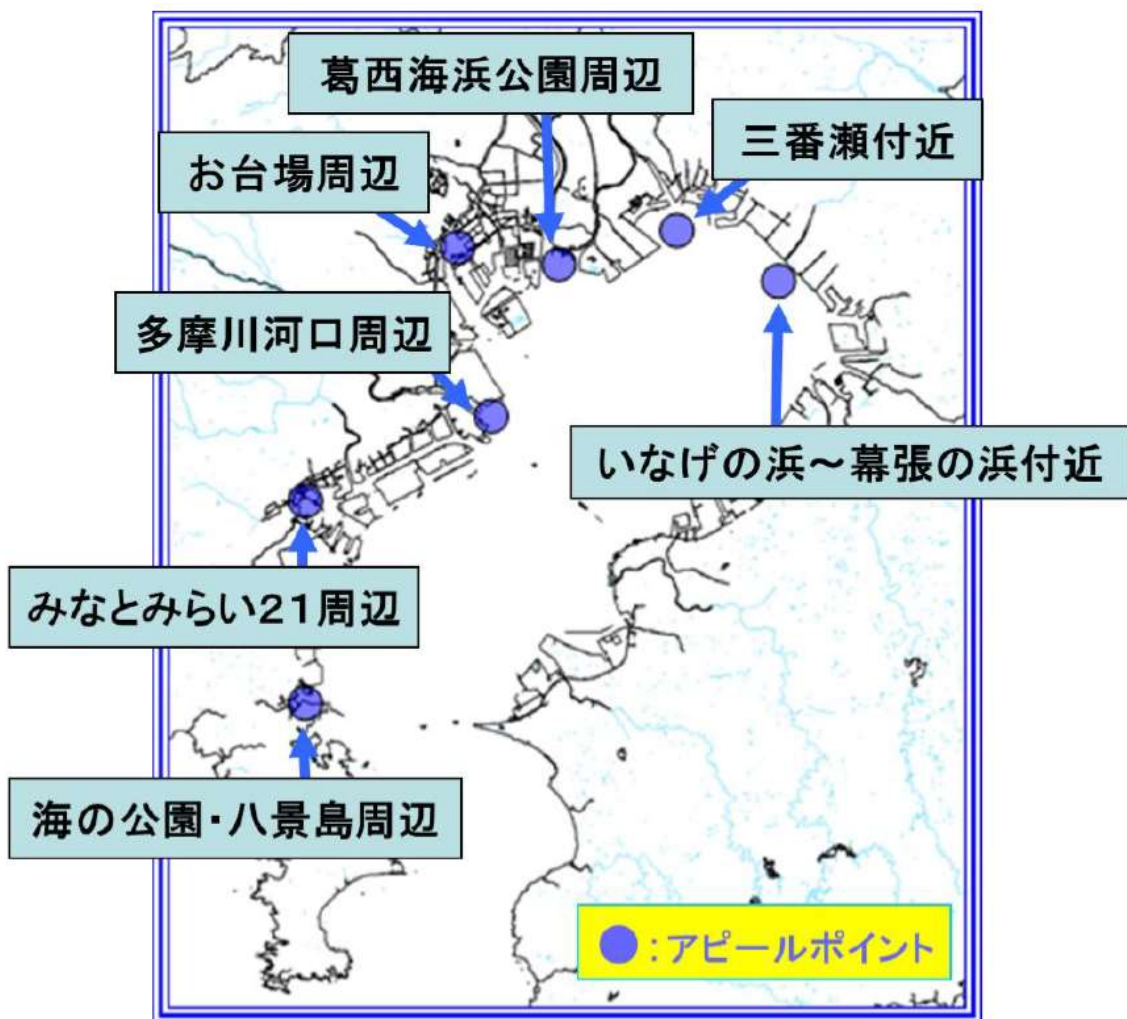 葛西海浜公園周辺
三番瀬付近
お台場周辺
多摩川河口周辺
いなげの浜～幕張の浜付近
みなとみらい２１周辺
海の公園・八景島周辺
●：アピールポイント